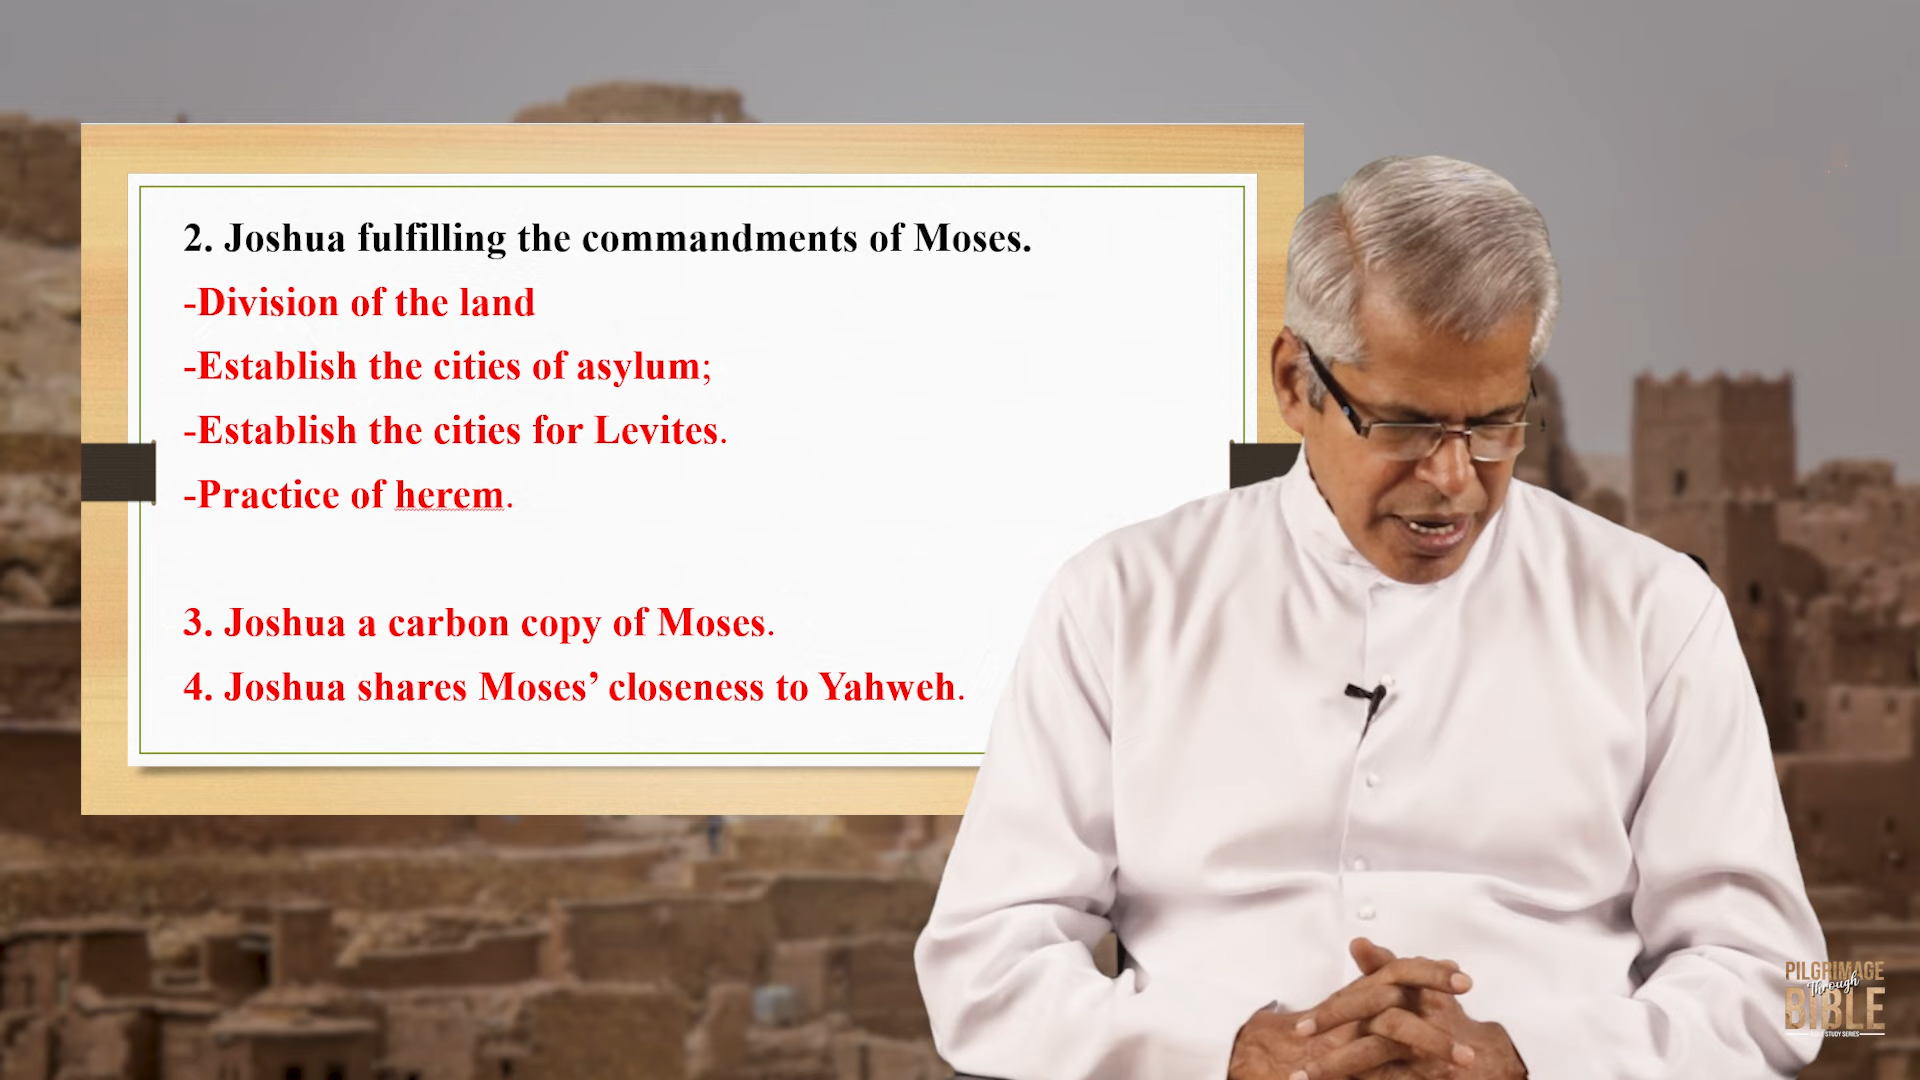 2. Joshua fulfilling the commandments of Moses.
-Division of the land
-Establish the cities of asylum;
-Establish the cities for Levites.
-Practice of herem.
3. Joshua a carbon copy of Moses.
4. Joshua shares Moses’ closeness to Yahweh.
PILGRIMAGE
Through
BIBLE
STUDY SERIES